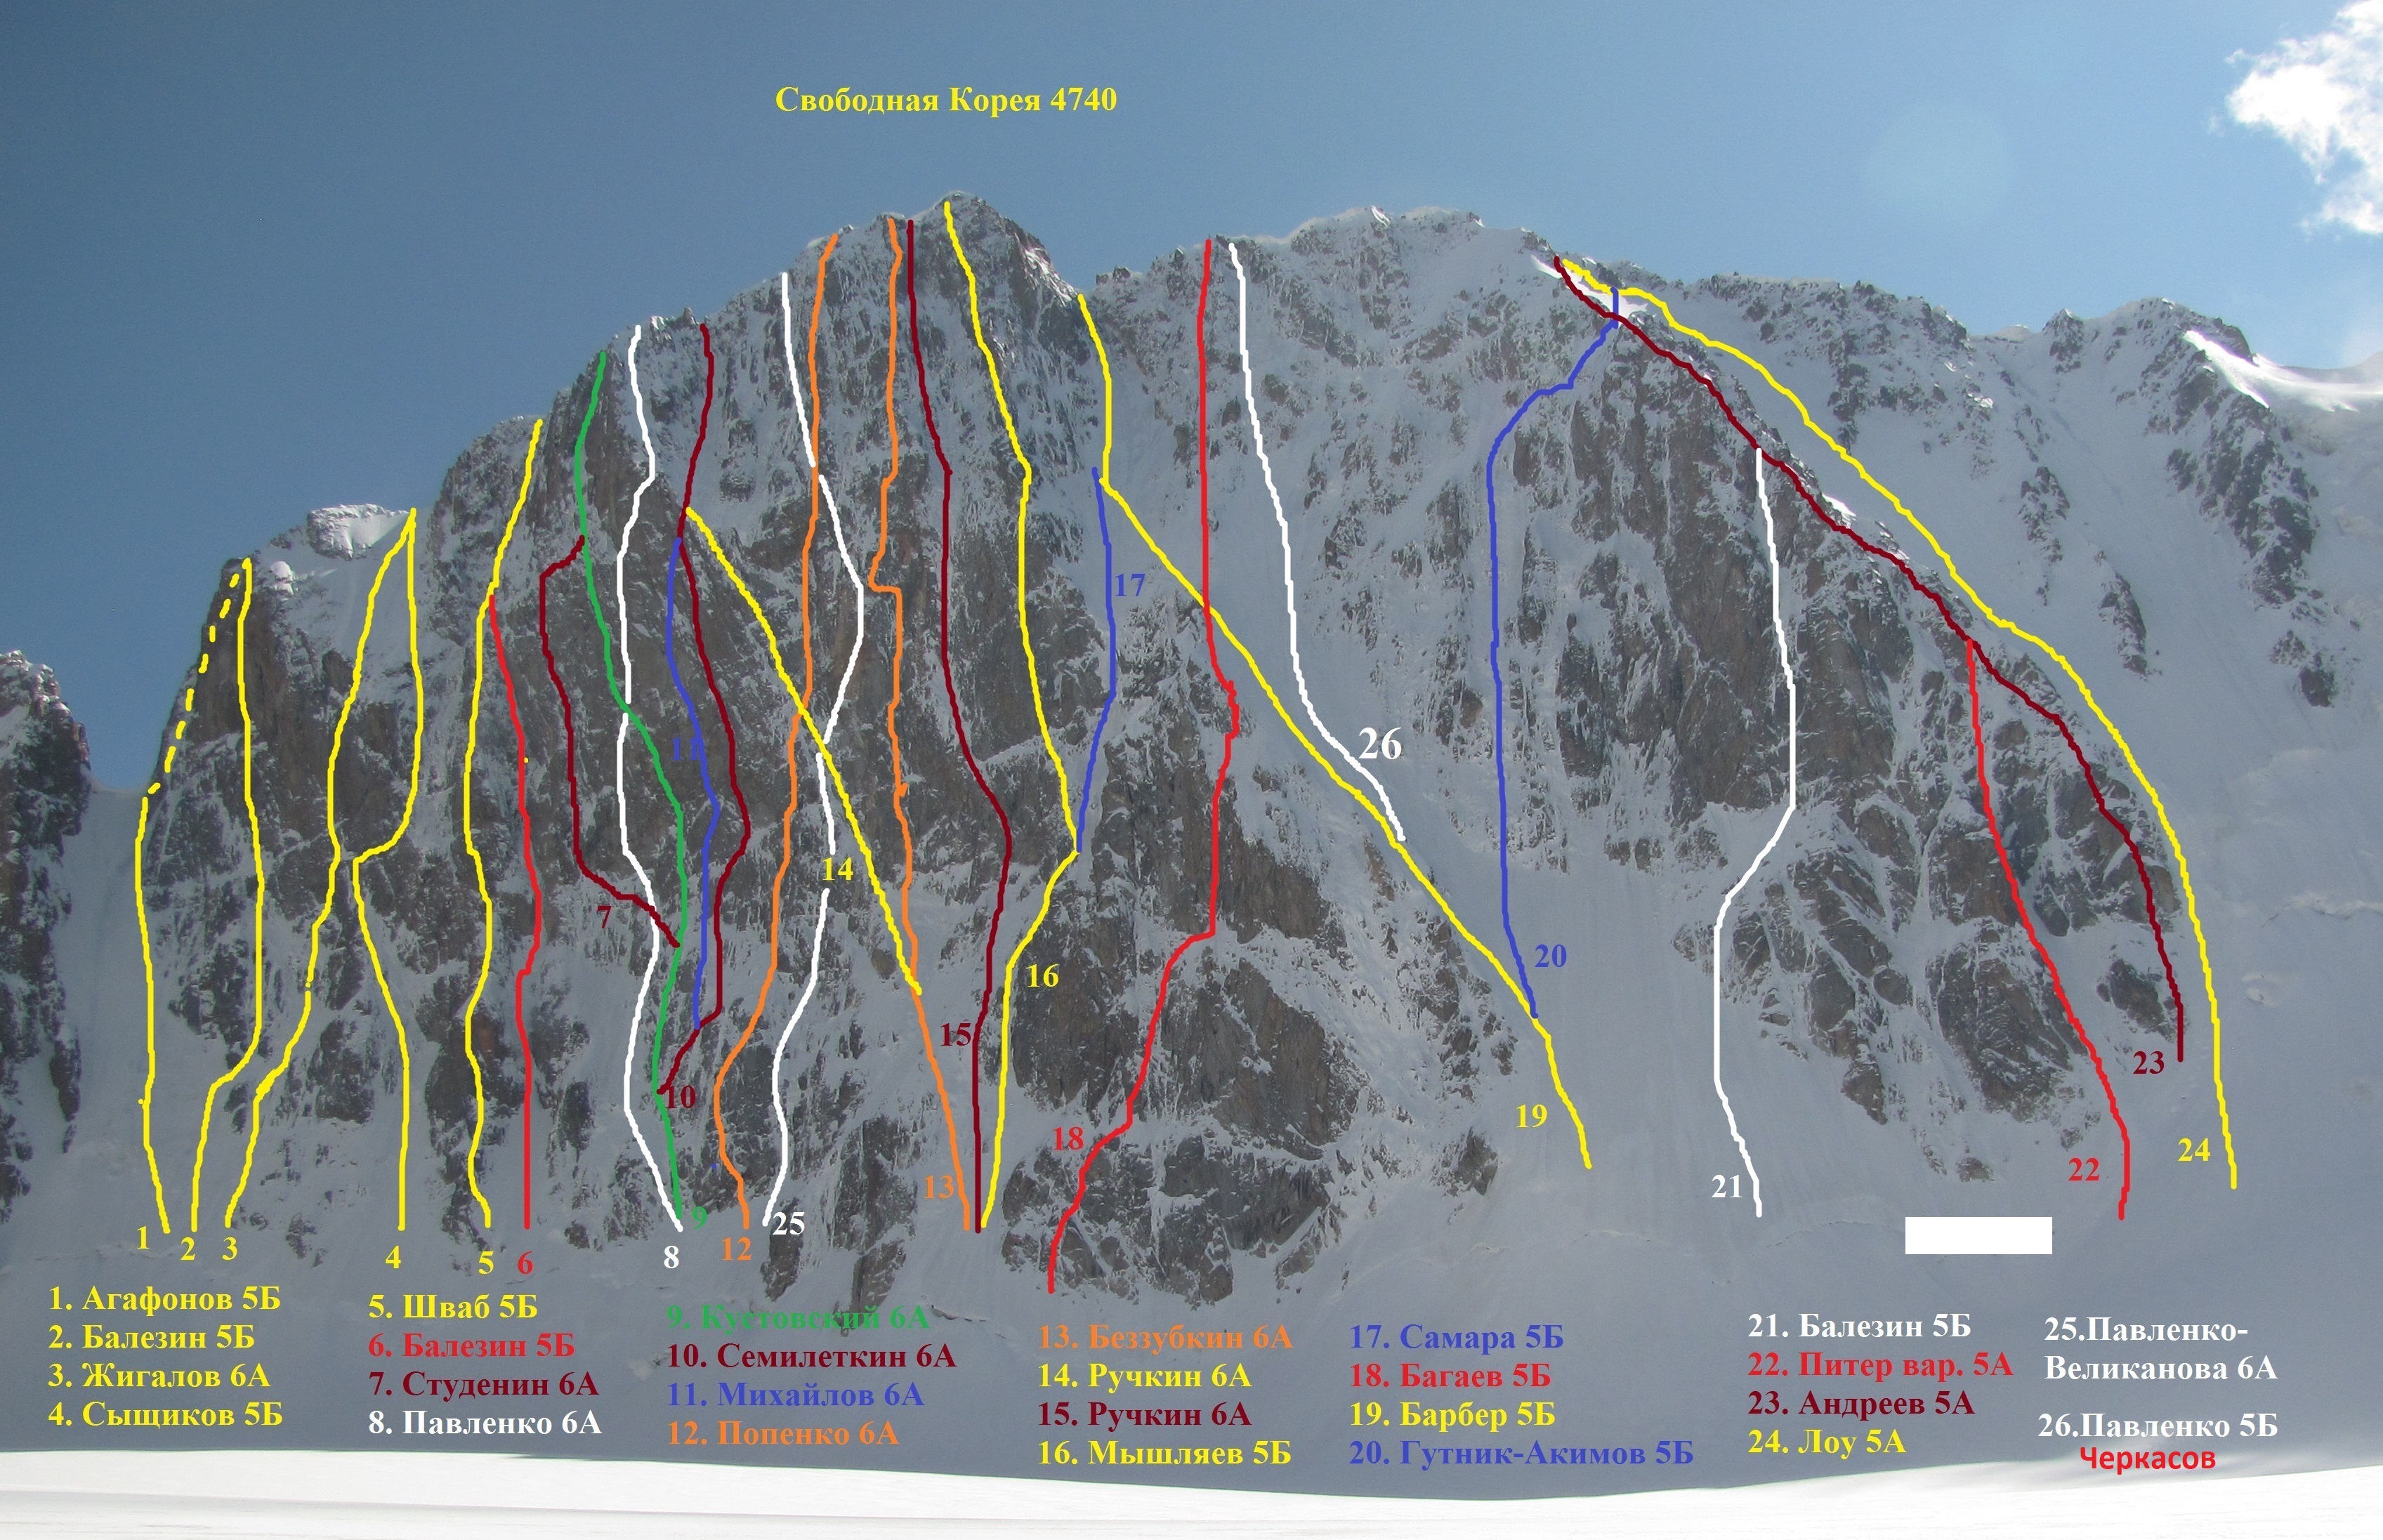 Свободная Корея 4740
17
11
26
14
7
20
16
15
10
23
19
18
24
22
13
21
9
25
1
2
3
4
5
6
8
12
1. Агафонов 5Б
2. Балезин 5Б
3. Жигалов 6А
4. Сыщиков 5Б
5. Шваб 5Б
6. Балезин 5Б
7. Студенин 6А
8. Павленко 6А
9. Кустовский 6А
10. Семилеткин 6А
11. Михайлов 6А
12. Попенко 6А
13. Беззубкин 6А
14. Ручкин 6А
15. Ручкин 6А
16. Мышляев 5Б
17. Самара 5Б
18. Багаев 5Б
19. Барбер 5Б
20. Гутник-Акимов 5Б
21. Балезин 5Б
22. Питер вар. 5А
23. Андреев 5А
24. Лоу 5А
25.Павленко-
Великанова 6А
26.Павленко 5Б
Черкасов